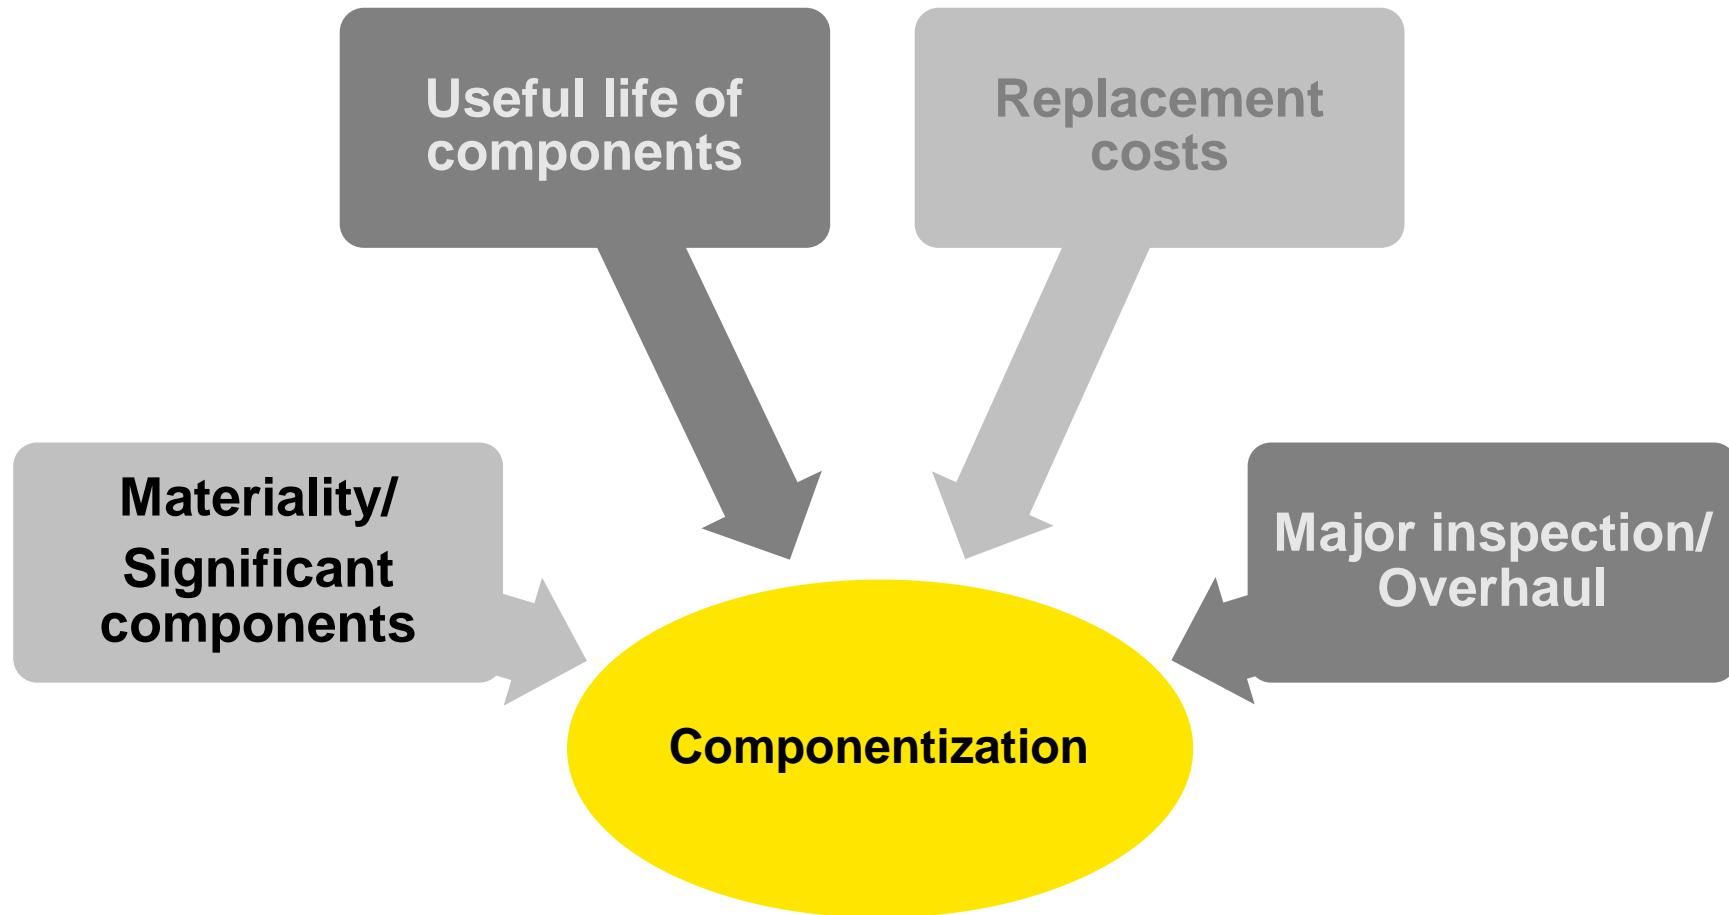 Useful life of
components
Replacement
costs
Materiality/
Significant
components
Major inspection/
Overhaul
Componentization